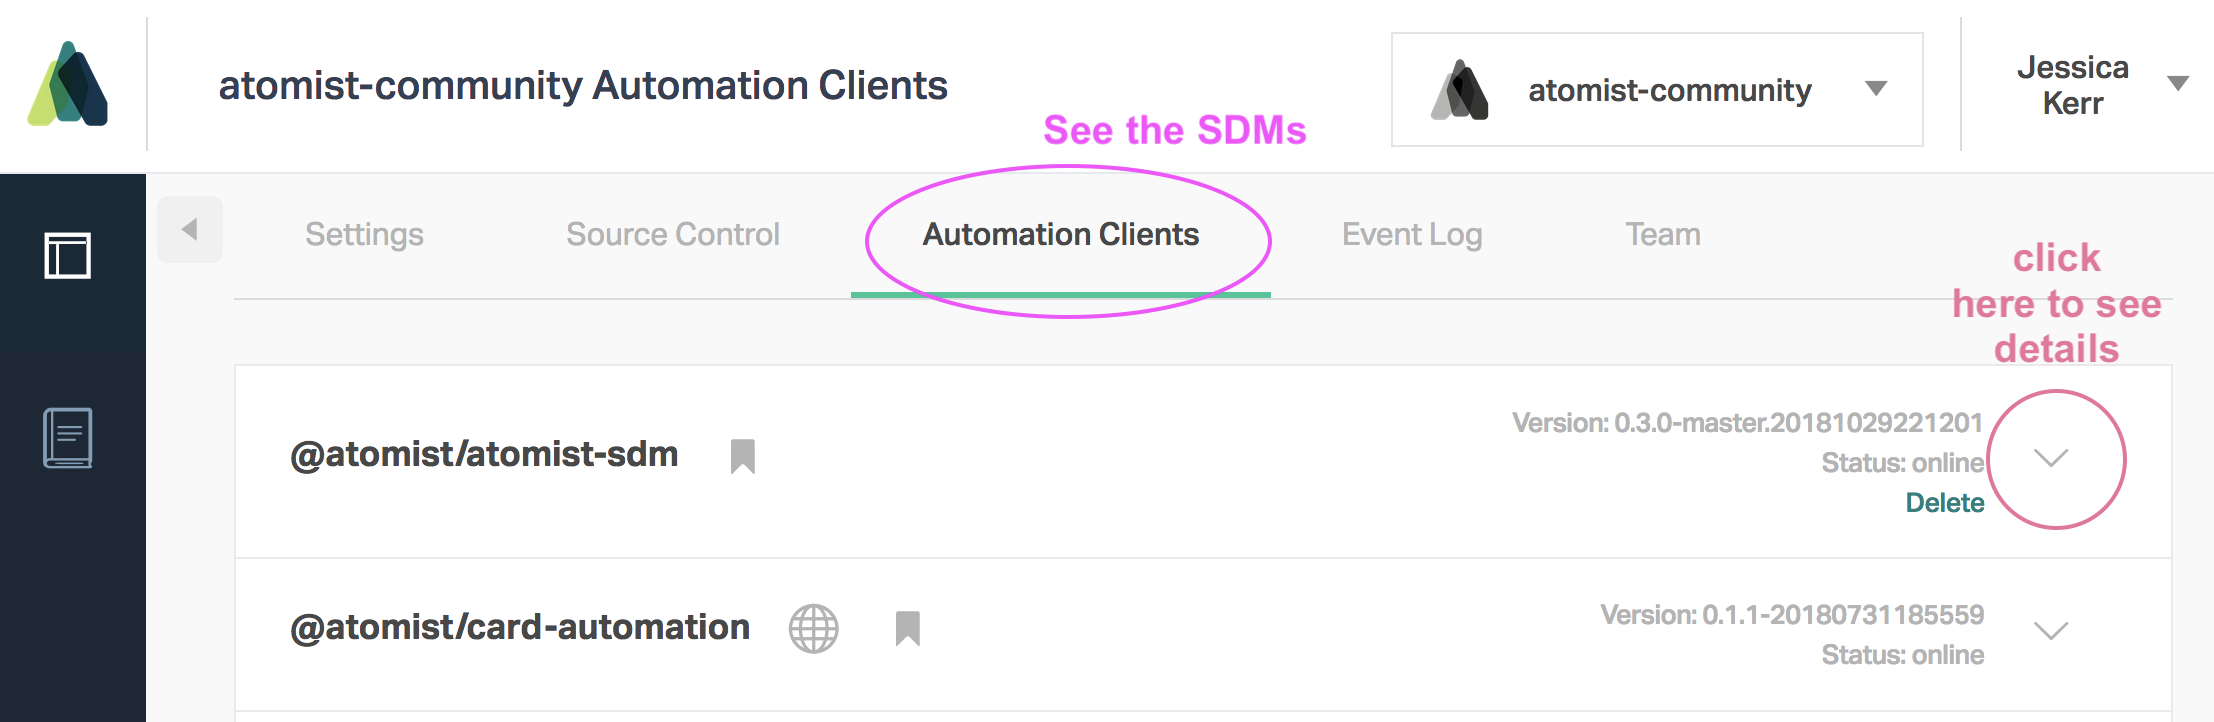 atomist-community Automation Clients
See the SDMs
atomist-community
Jessica
Kerr
Settings
Source Control
Automation Clients
Event Log
Team
click
here to see
details
@atomist/atomist-sdm
Version: 0.3.0-master.20181029221201
Status: online
Delete
@atomist/card-automation
Version: 0.1.1-20180731185559
Status: online